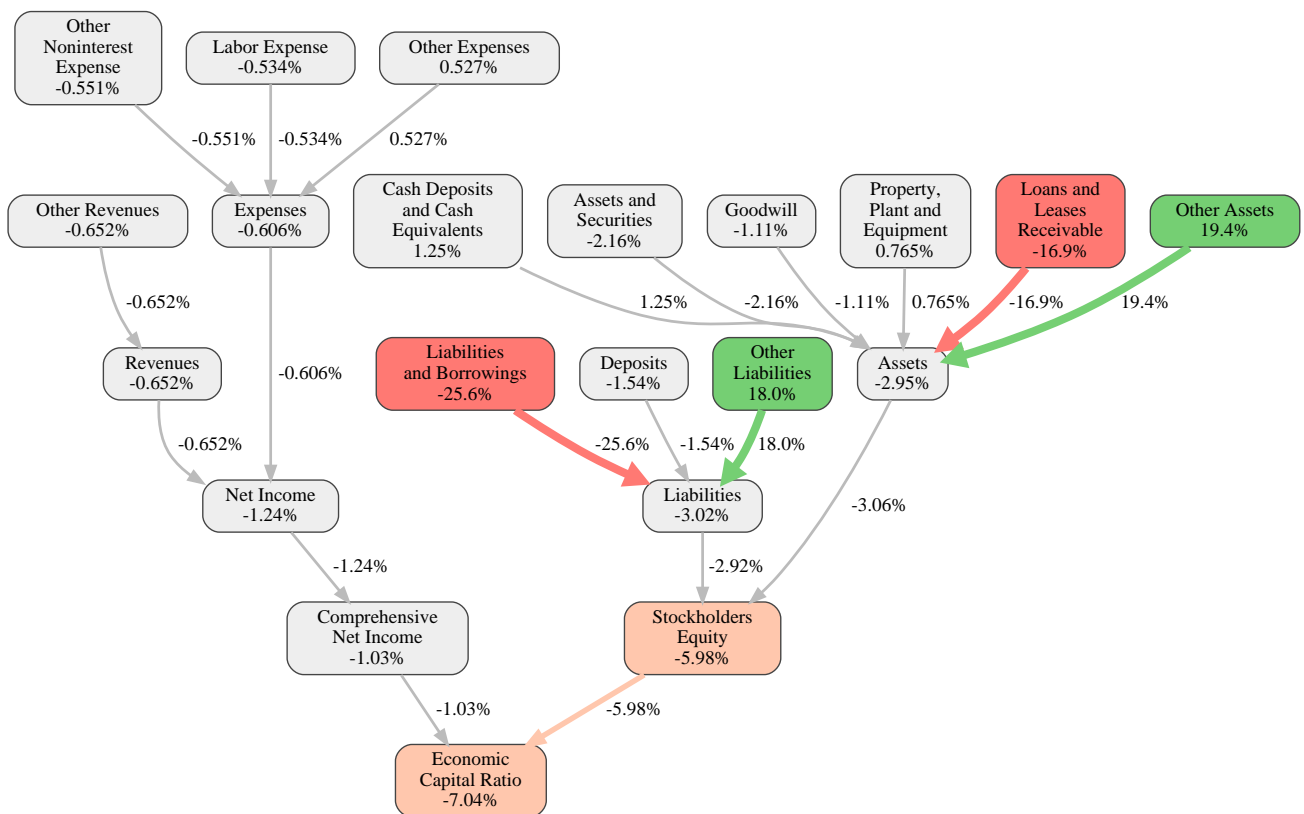 Other
Noninterest
Expense
-0.551%
Labor Expense
-0.534%
Other Expenses
0.527%
-0.551%
-0.534%
0.527%
Other Revenues
-0.652%
Expenses
-0.606%
Cash Deposits
and Cash
Equivalents
1.25%
Assets and
Securities
-2.16%
Goodwill
-1.11%
Property,
Plant and
Equipment
0.765%
Loans and
Leases
Receivable
-16.9%
Other Assets
19.4%
-0.652%
1.25%
-2.16%
-1.11%
0.765%
-16.9%
19.4%
Revenues
-0.652%
-0.606%
Liabilities
and Borrowings
-25.6%
Deposits
-1.54%
Other
Liabilities
18.0%
Assets
-2.95%
-0.652%
-25.6%
-1.54%
18.0%
Net Income
-1.24%
Liabilities
-3.02%
-3.06%
-1.24%
-2.92%
Comprehensive
Net Income
-1.03%
Stockholders
Equity
-5.98%
-1.03%
-5.98%
Economic
Capital Ratio
-7.04%